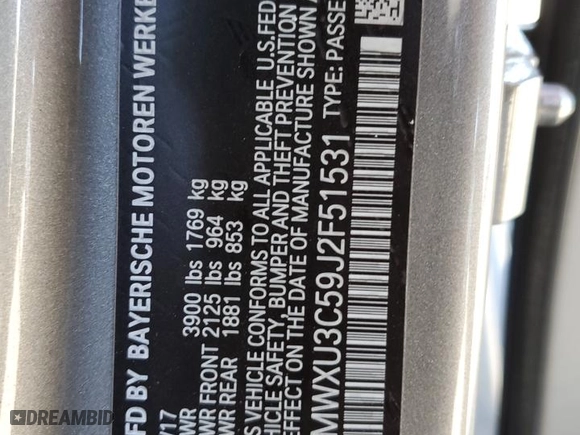 MFD BY BAYERISCHE MOTOREN WERKE
/17
WR 3900 lbs 1769 kg
WR FRONT 2125 lbs 964 kg
WR REAR 1881 lbs 853 kg
S VEHICLE CONFORMS TO ALL APPLICABLE U.S.FED
HICLE SAFETY, BUMPER AND THEFT PREVENTION
EFFECT ON THE DATE OF MANUFACTURE SHOWN A
MWXU3C59J2F51531 TYPE: PASSE
DREAMBID